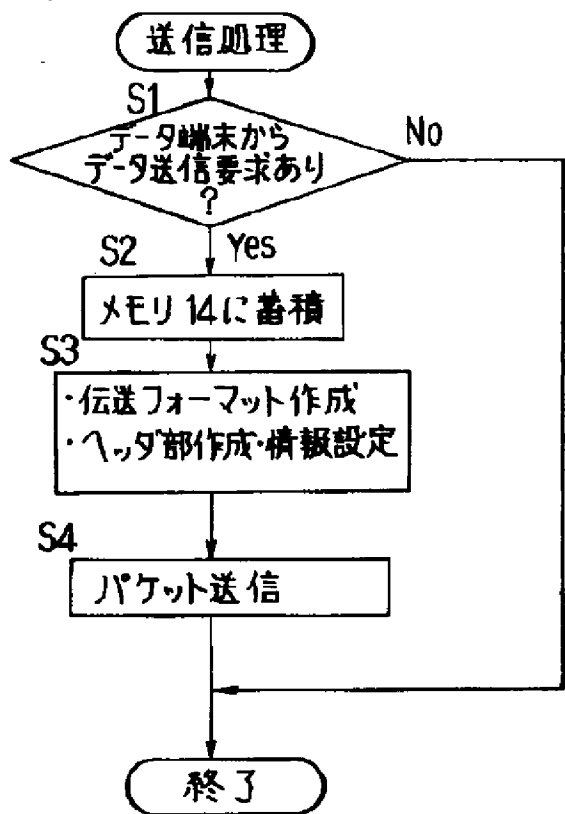 送信処理
S1
データ端末から
データ送信要求あり
?
No
Yes
S2
メモリ14に蓄積
S3
・伝送フォーマット作成
・ヘッダ部作成・情報設定
S4
パケット送信
終了